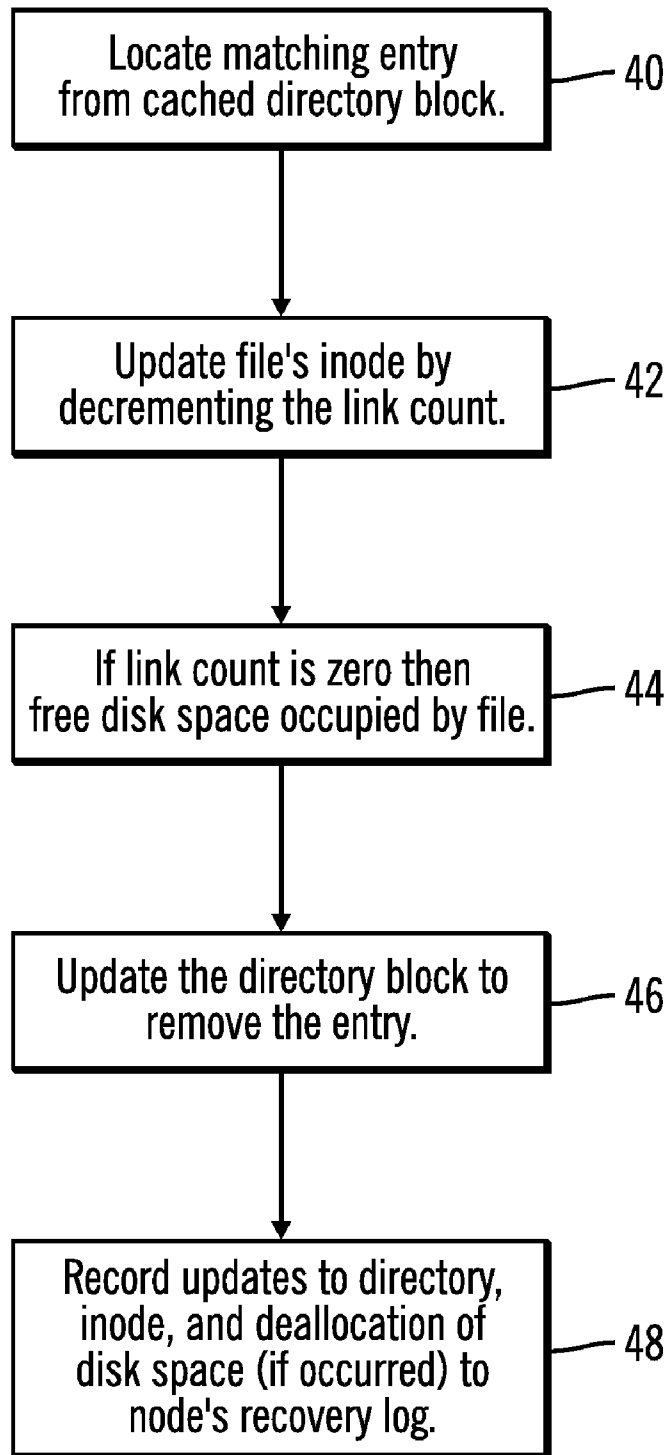 Locate matching entry
from cached directory block.
40
Update file's inode by
decrementing the link count.
42
If link count is zero then
free disk space occupied by file.
44
Update the directory block to
remove the entry.
46
Record updates to directory,
inode, and deallocation of
disk space (if occurred) to
node's recovery log.
48